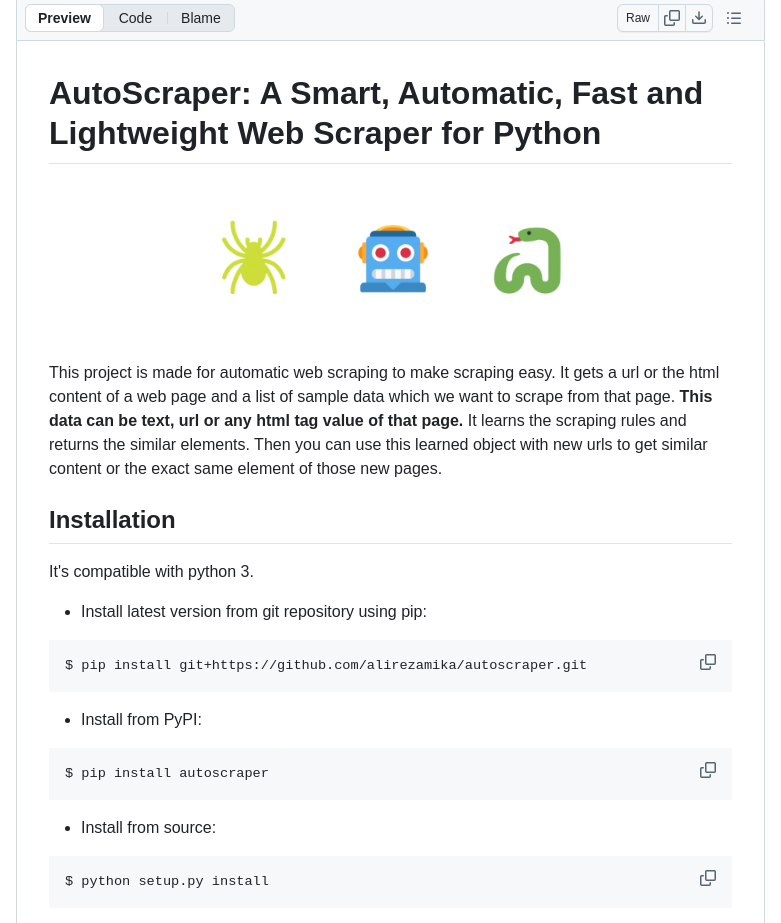 Preview Code Blame Raw
AutoScraper: A Smart, Automatic, Fast and
Lightweight Web Scraper for Python
This project is made for automatic web scraping to make scraping easy. It gets a url or the html
content of a web page and a list of sample data which we want to scrape from that page. This
data can be text, url or any html tag value of that page. It learns the scraping rules and
returns the similar elements. Then you can use this learned object with new urls to get similar
content or the exact same element of those new pages.
Installation
It's compatible with python 3.
• Install latest version from git repository using pip:
$ pip install git+https://github.com/alirezamika/autoscraper.git
• Install from PyPI:
$ pip install autoscraper
• Install from source:
$ python setup.py install